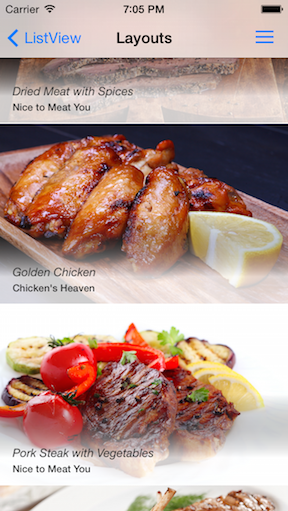 Carrier 7:05 PM
ListView Layouts
Dried Meat with Spices
Nice to Meat You
Golden Chicken
Chicken's Heaven
Pork Steak with Vegetables
Nice to Meat You